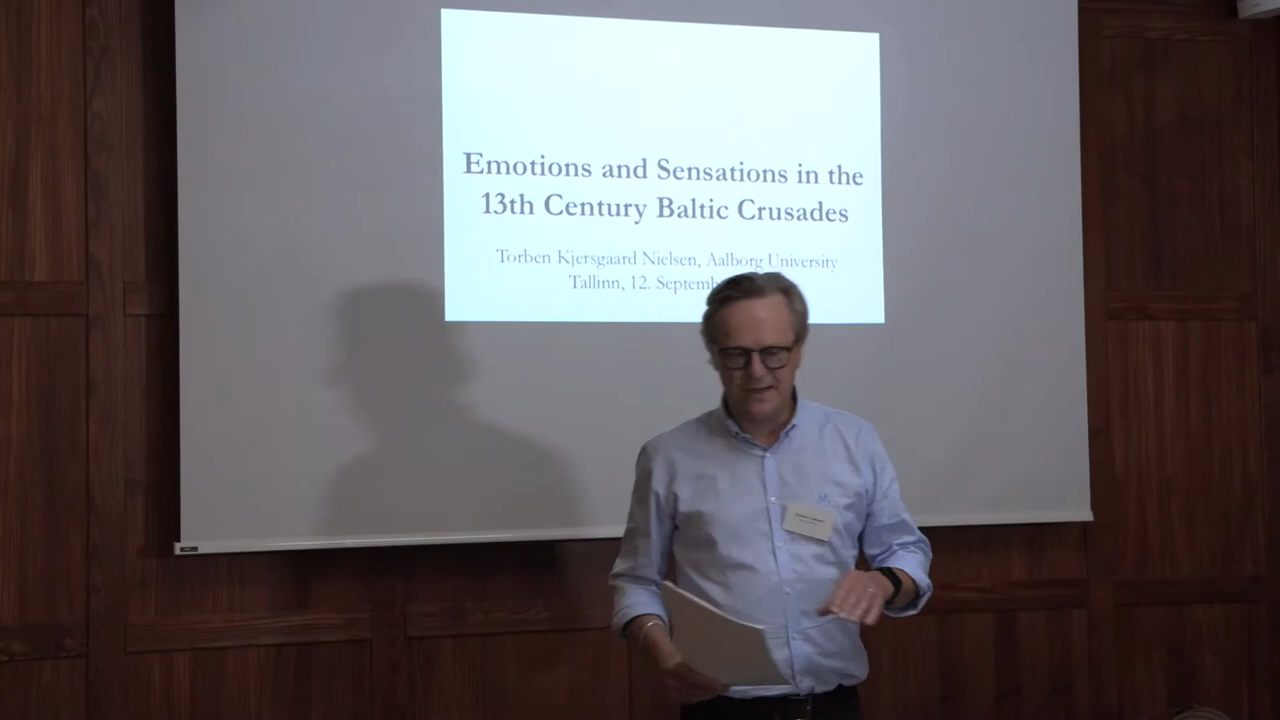 Emotions and Sensations in the
13th Century Baltic Crusades
Torben Kjersgaard Nielsen, Aalborg University
Tallinn, 12. Septemb